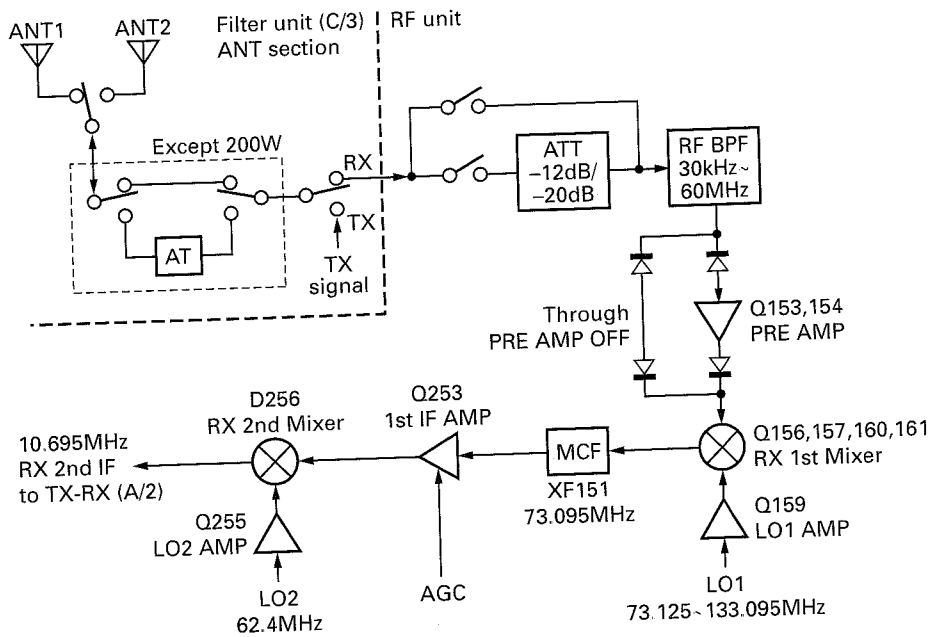 ANT1
ANT2
Filter unit (C/3)
ANT section
RF unit
Except 200W
AT
RX
TX
TX
signal
ATT
–12dB/
–20dB
RF BPF
30kHz~
60MHz
Through
PRE AMP OFF
Q153,154
PRE AMP
D256
RX 2nd Mixer
Q253
1st IF AMP
10.695MHz
RX 2nd IF
to TX-RX (A/2)
MCF
XF151
73.095MHz
Q156,157,160,161
RX 1st Mixer
Q255
LO2 AMP
Q159
LO1 AMP
LO2
62.4MHz
AGC
LO1
73.125~133.095MHz